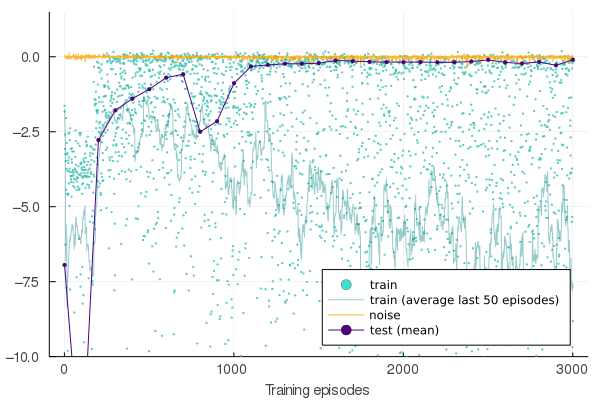 0.0
−2.5
−5.0
−7.5
−10.0
train
train (average last 50 episodes)
noise
test (mean)
0 1000 2000 3000
Training episodes